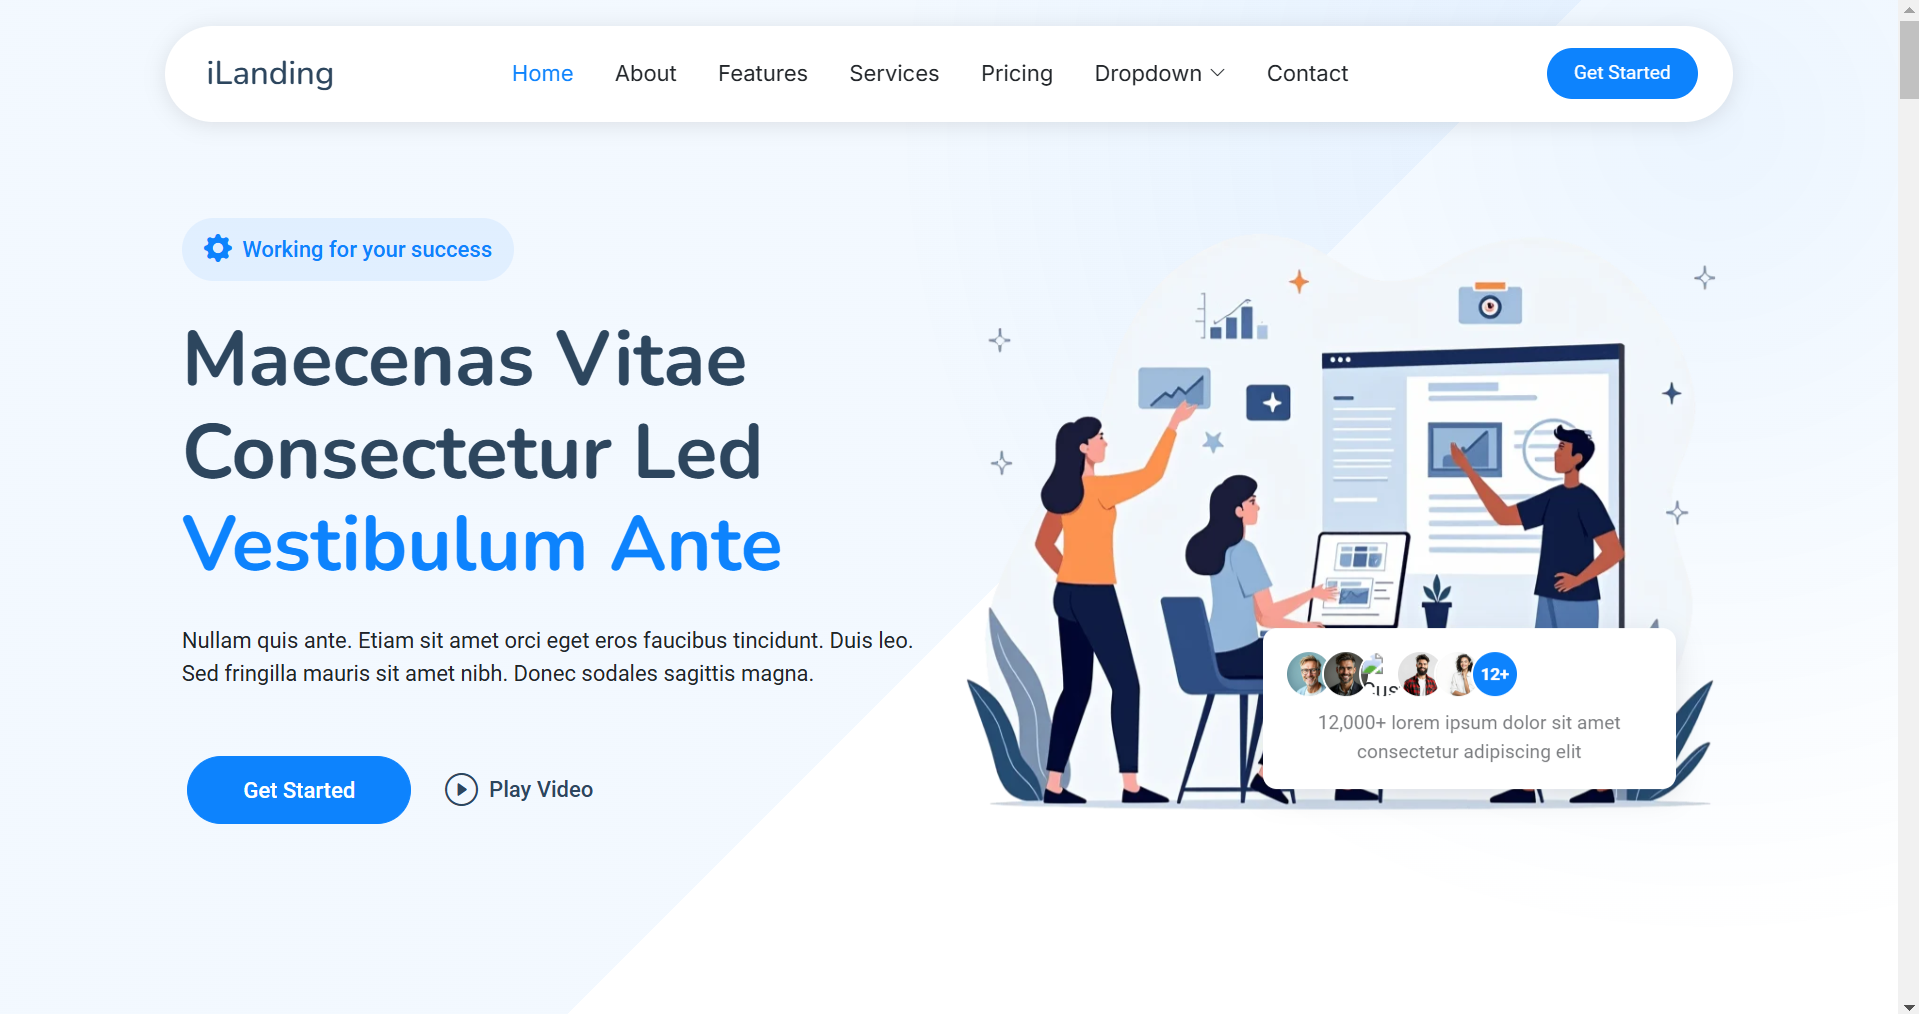 iLanding
Home
About
Features
Services
Pricing
Dropdown
Contact
Get Started
Working for your success
Maecenas Vitae
Consectetur Led
Vestibulum Ante
Nullam quis ante. Etiam sit amet orci eget eros faucibus tincidunt. Duis leo.
Sed fringilla mauris sit amet nibh. Donec sodales sagittis magna.
Get Started
Play Video
12+
12,000+ lorem ipsum dolor sit amet
consectetur adipiscing elit